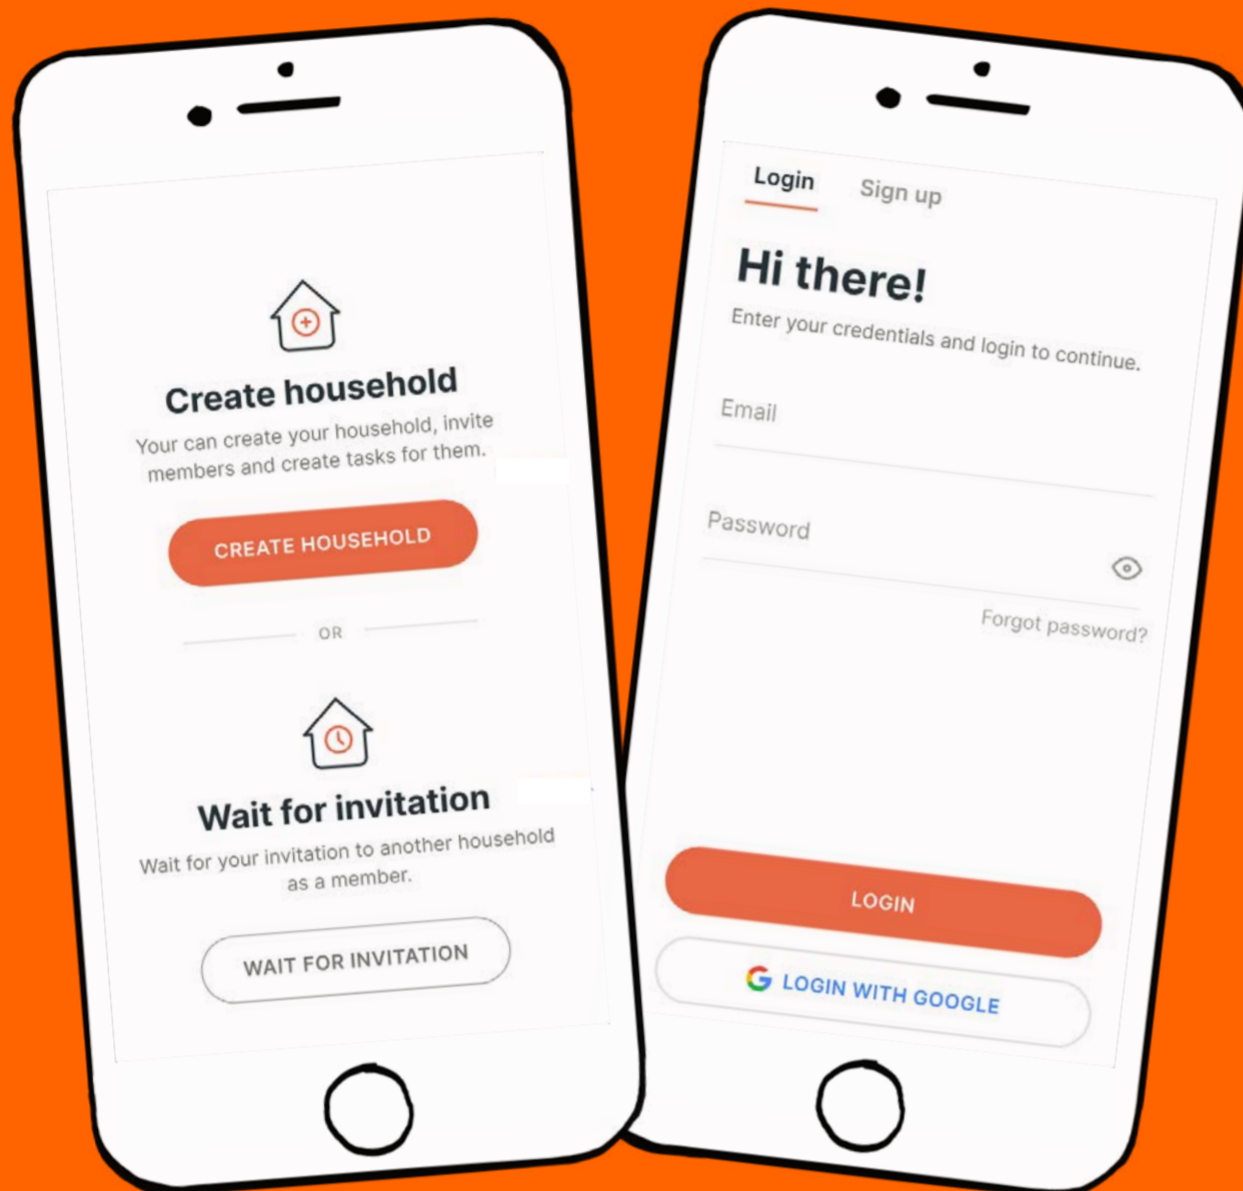 Create household
Your can create your household, invite
members and create tasks for them.
CREATE HOUSEHOLD
OR
Wait for invitation
Wait for your invitation to another household
as a member.
WAIT FOR INVITATION
Login
Sign up
Hi there!
Enter your credentials and login to continue.
Email
Password
Forgot password?
LOGIN
G LOGIN WITH GOOGLE